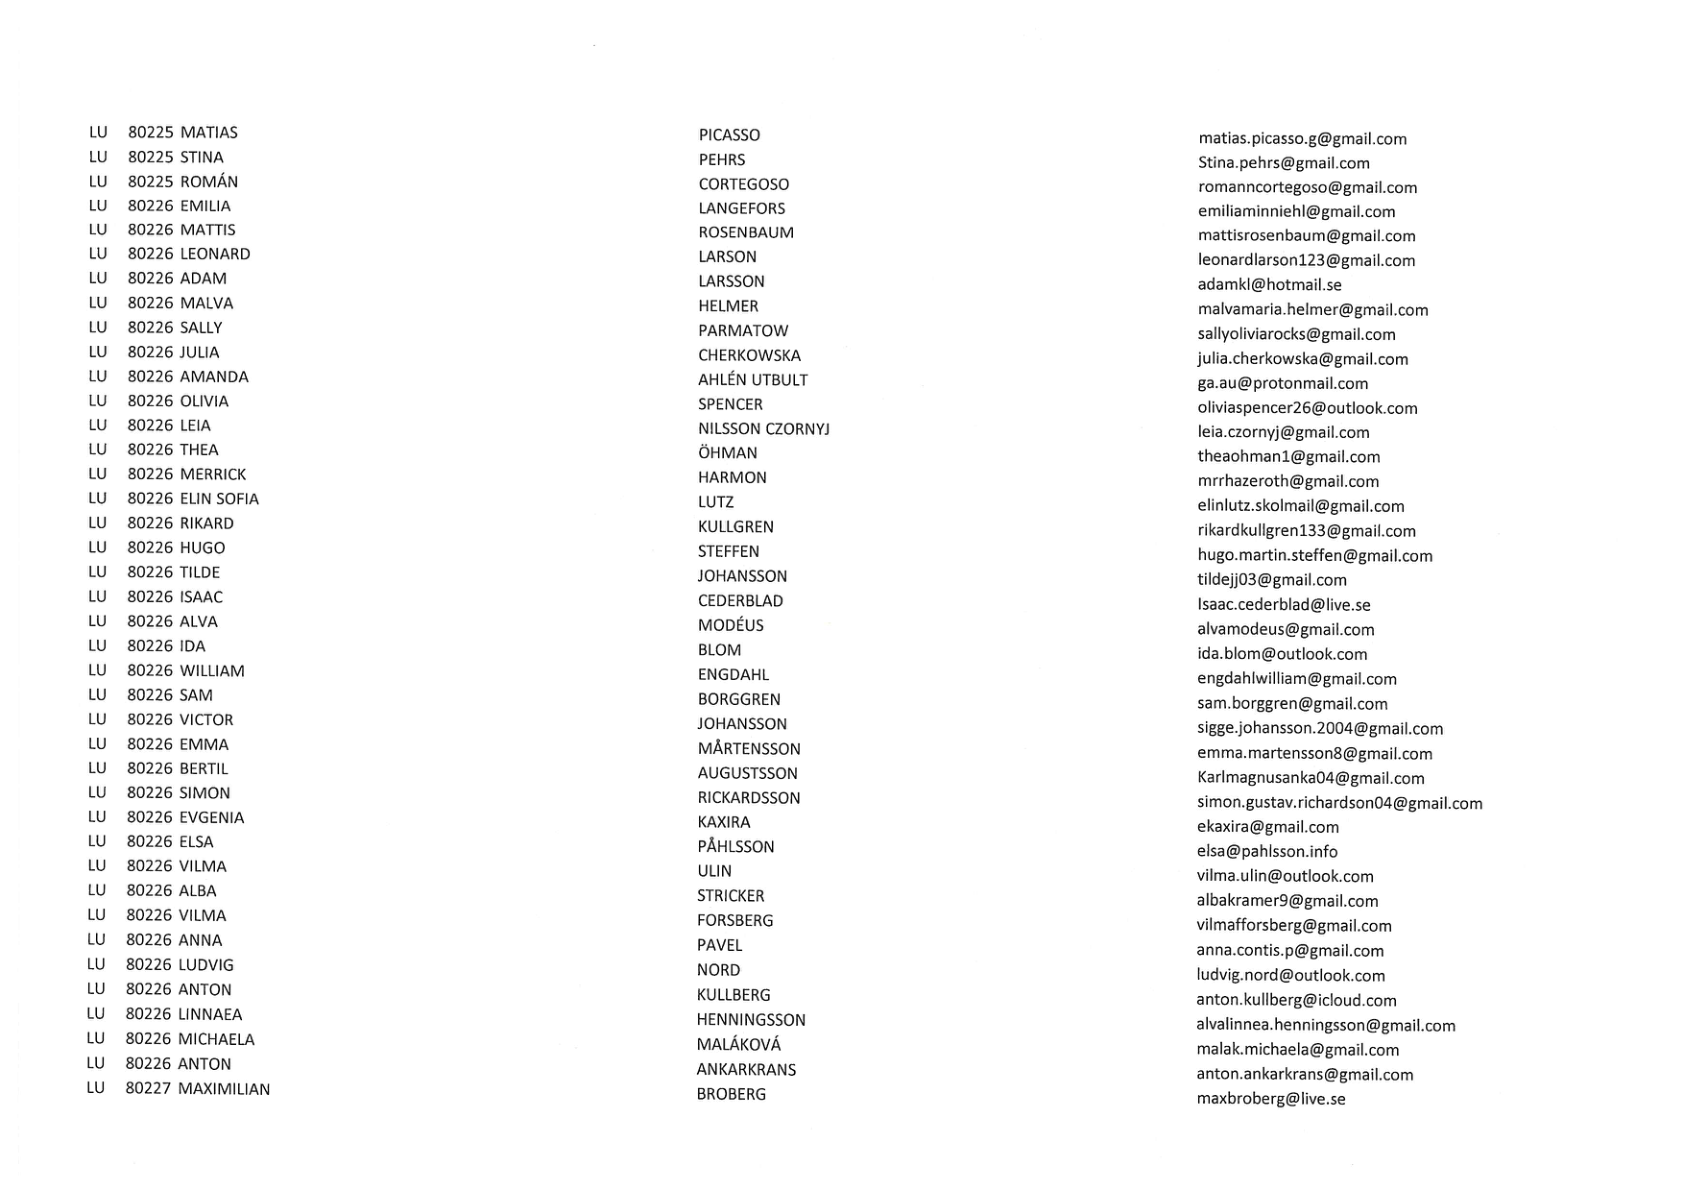 LU 80225 MATIAS PICASSO matias.picasso.g@gmail.com
LU 80225 STINA PEHRS Stina.pehrs@gmail.com
LU 80225 ROMÁN CORTEGOSO romanncortegoso@gmail.com
LU 80226 EMILIA LANGEFORS emiliaminniehl@gmail.com
LU 80226 MATTIS ROSENBAUM mattisrosenbaum@gmail.com
LU 80226 LEONARD LARSON leonardlarson123@gmail.com
LU 80226 ADAM LARSSON adamkl@hotmail.se
LU 80226 MALVA HELMER malvamaria.helmer@gmail.com
LU 80226 SALLY PARMATOW sallyoliviarocks@gmail.com
LU 80226 JULIA CHERKOWSKA julia.cherkowska@gmail.com
LU 80226 AMANDA AHLÉN UTBULT ga.au@protonmail.com
LU 80226 OLIVIA SPENCER oliviaspencer26@outlook.com
LU 80226 LEIA NILSSON CZORNYJ leia.czornyj@gmail.com
LU 80226 THEA ÖHMAN theaohman1@gmail.com
LU 80226 MERRICK HARMON mrrhazeroth@gmail.com
LU 80226 ELIN SOFIA LUTZ elinlutz.skolmail@gmail.com
LU 80226 RIKARD KULLGREN rikardkullgren133@gmail.com
LU 80226 HUGO STEFFEN hugo.martin.steffen@gmail.com
LU 80226 TILDE JOHANSSON tildejj03@gmail.com
LU 80226 ISAAC CEDERBLAD Isaac.cederblad@live.se
LU 80226 ALVA MODÉUS alvamodeus@gmail.com
LU 80226 IDA BLOM ida.blom@outlook.com
LU 80226 WILLIAM ENGDAHL engdahlwilliam@gmail.com
LU 80226 SAM BORGGREN sam.borggren@gmail.com
LU 80226 VICTOR JOHANSSON sigge.johansson.2004@gmail.com
LU 80226 EMMA MÅRTENSSON emma.martensson8@gmail.com
LU 80226 BERTIL AUGUSTSSON Karlmagnusanka04@gmail.com
LU 80226 SIMON RICKARDSSON simon.gustav.richardson04@gmail.com
LU 80226 EVGENIA KAXIRA ekaxira@gmail.com
LU 80226 ELSA PÅHLSSON elsa@pahlsson.info
LU 80226 VILMA ULIN vilma.ulin@outlook.com
LU 80226 ALBA STRICKER albakramer9@gmail.com
LU 80226 VILMA FORSBERG vilmafforsberg@gmail.com
LU 80226 ANNA PAVEL anna.contis.p@gmail.com
LU 80226 LUDVIG NORD ludvig.nord@outlook.com
LU 80226 ANTON KULLBERG anton.kullberg@icloud.com
LU 80226 LINNAEA HENNINGSSON alvalinnea.henningsson@gmail.com
LU 80226 MICHAELA MALÁKOVÁ malak.michaela@gmail.com
LU 80226 ANTON ANKARKRANS anton.ankarkrans@gmail.com
LU 80227 MAXIMILIAN BROBERG maxbroberg@live.se